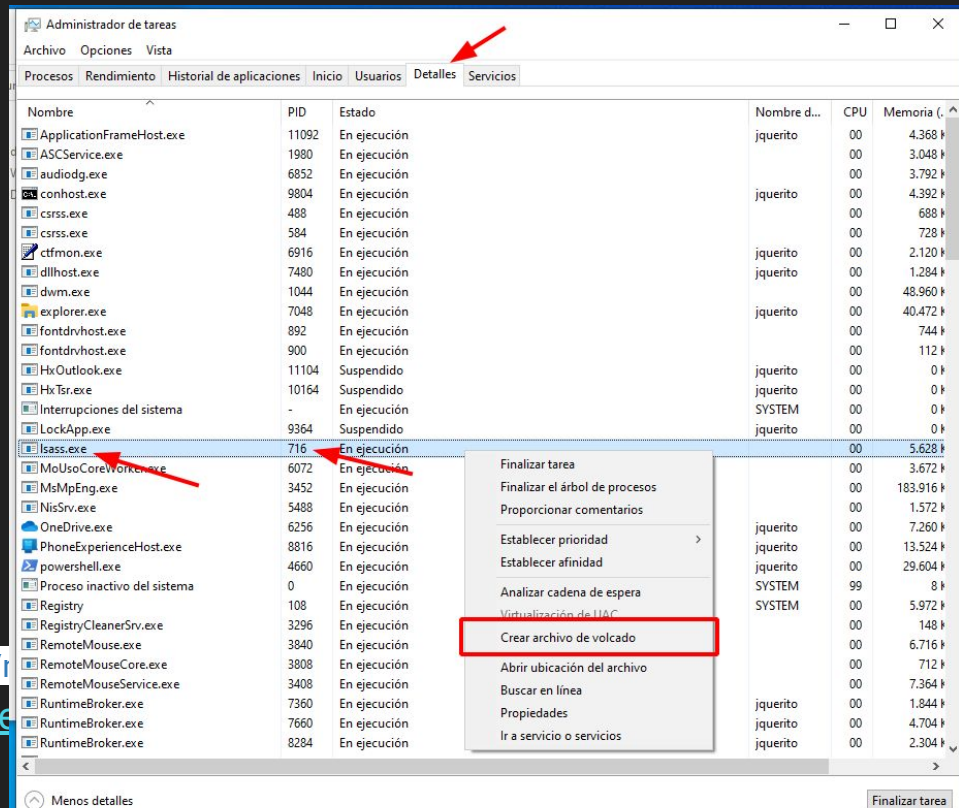 Administrador de tareas
Archivo Opciones Vista
Procesos Rendimiento Historial de aplicaciones Inicio Usuarios Detalles Servicios
Nombre PID Estado Nombre d... CPU Memoria (.
ApplicationFrameHost.exe 11092 En ejecución jquerito 00 4.368 K
ASCService.exe 1980 En ejecución 00 3.048 K
audiodg.exe 6852 En ejecución 00 3.792 K
conhost.exe 9804 En ejecución jquerito 00 4.392 K
csrss.exe 488 En ejecución 00 688 K
csrss.exe 584 En ejecución 00 728 K
ctfmon.exe 6916 En ejecución jquerito 00 2.120 K
dllhost.exe 7480 En ejecución jquerito 00 1.284 K
dwm.exe 1044 En ejecución 00 48.960 K
explorer.exe 7048 En ejecución jquerito 00 40.472 K
fontdrvhost.exe 892 En ejecución 00 744 K
fontdrvhost.exe 900 En ejecución 00 112 K
HxOutlook.exe 11104 Suspendido jquerito 00 0 K
HxTsr.exe 10164 Suspendido jquerito 00 0 K
Interrupciones del sistema - En ejecución SYSTEM 00 0 K
LockApp.exe 9364 Suspendido jquerito 00 0 K
lsass.exe 716 En ejecución 00 5.628 K
MoUsoCoreWorker.exe 6072 En ejecución 00 3.672 K
MsMpEng.exe 3452 En ejecución 00 183.916 K
NisSrv.exe 5488 En ejecución 00 1.572 K
OneDrive.exe 6256 En ejecución jquerito 00 7.260 K
PhoneExperienceHost.exe 8816 En ejecución jquerito 00 13.524 K
powershell.exe 4660 En ejecución jquerito 00 29.604 K
Proceso inactivo del sistema 0 En ejecución SYSTEM 99 8 K
Registry 108 En ejecución SYSTEM 00 5.972 K
RegistryCleanerSrv.exe 3296 En ejecución 00 148 K
RemoteMouse.exe 3840 En ejecución 00 6.716 K
RemoteMouseCore.exe 3808 En ejecución 00 712 K
RemoteMouseService.exe 3408 En ejecución 00 7.364 K
RuntimeBroker.exe 7360 En ejecución jquerito 00 1.844 K
RuntimeBroker.exe 7660 En ejecución jquerito 00 4.704 K
RuntimeBroker.exe 8284 En ejecución jquerito 00 2.304 K
Finalizar tarea
Finalizar el árbol de procesos
Proporcionar comentarios
Establecer prioridad
Establecer afinidad
Analizar cadena de espera
Virtualización de UAC
Crear archivo de volcado
Abrir ubicación del archivo
Buscar en línea
Propiedades
Ir a servicio o servicios
Menos detalles Finalizar tarea